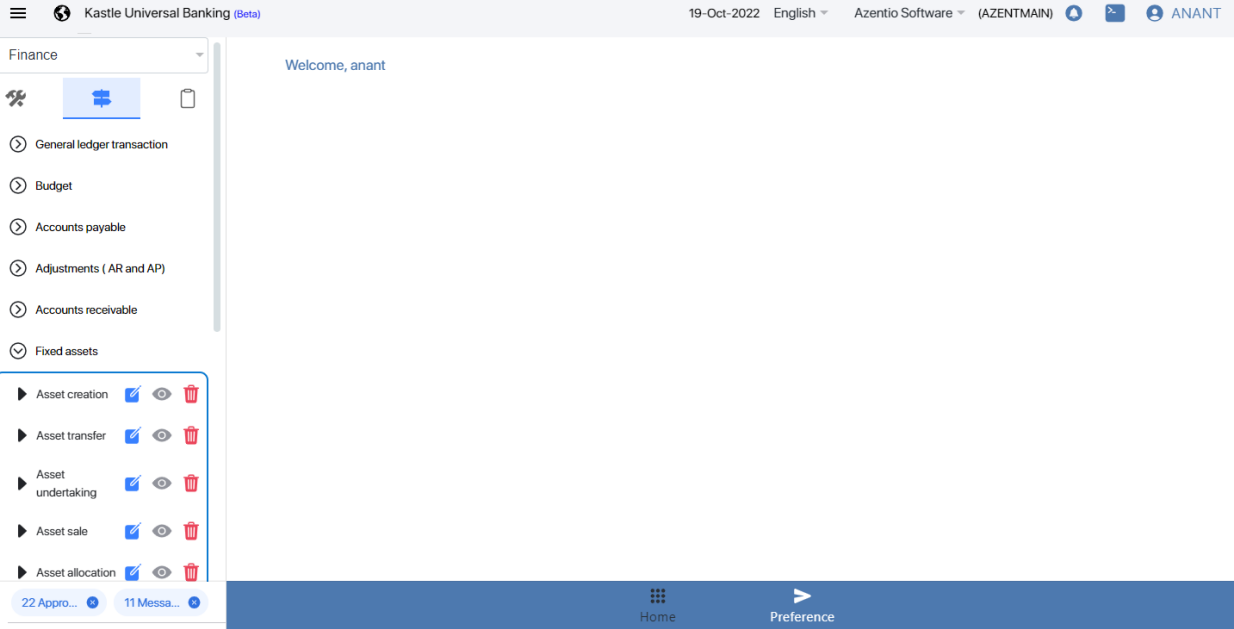 Kastle Universal Banking (Beta)
19-Oct-2022 English Azentio Software (AZENTMAIN) ANANT
Finance
Welcome, anant
General ledger transaction
Budget
Accounts payable
Adjustments ( AR and AP)
Accounts receivable
Fixed assets
Asset creation
Asset transfer
Asset
undertaking
Asset sale
Asset allocation
22 Appro...
11 Messa...
Home
Preference